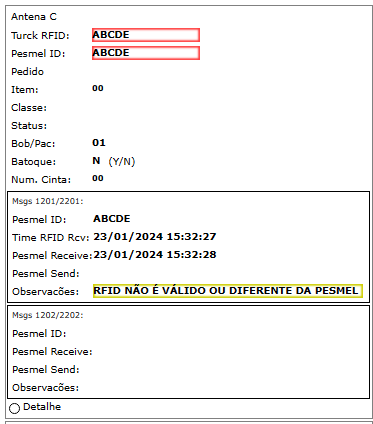 Antena C
Turck RFID: ABCDE
Pesmel ID: ABCDE
Pedido
Item: 00
Classe:
Status:
Bob/Pac: 01
Batoque: N (Y/N)
Num. Cinta: 00
Msgs 1201/2201:
Pesmel ID: ABCDE
Time RFID Rcv: 23/01/2024 15:32:27
Pesmel Receive: 23/01/2024 15:32:28
Pesmel Send:
Observacões: RFID NÃO É VÁLIDO OU DIFERENTE DA PESMEL
Msgs 1202/2202:
Pesmel ID:
Pesmel Receive:
Pesmel Send:
Observacões:
Detalhe